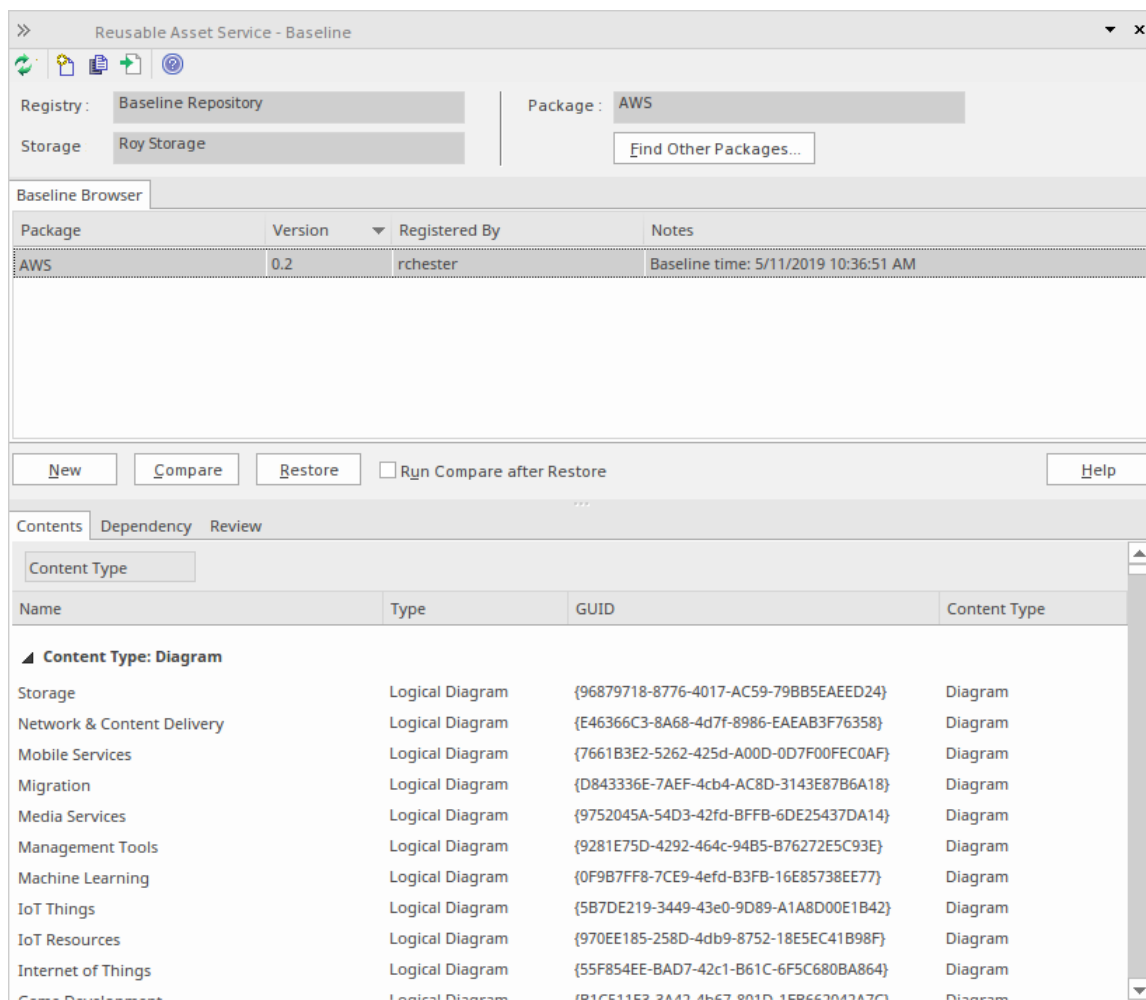 Reusable Asset Service - Baseline
Registry : Baseline Repository Package : AWS
Storage Roy Storage Find Other Packages...
Baseline Browser
Package Version Registered By Notes
AWS 0.2 rchester Baseline time: 5/11/2019 10:36:51 AM
New Compare Restore Run Compare after Restore Help
Contents Dependency Review
Content Type
Name Type GUID Content Type
Content Type: Diagram
Storage Logical Diagram {96879718-8776-4017-AC59-79BB5EAEED24} Diagram
Network & Content Delivery Logical Diagram {E46366C3-8A68-4d7f-8986-EAEAB3F76358} Diagram
Mobile Services Logical Diagram {7661B3E2-5262-425d-A00D-0D7F00FEC0AF} Diagram
Migration Logical Diagram {D843336E-7AEF-4cb4-AC8D-3143E87B6A18} Diagram
Media Services Logical Diagram {9752045A-54D3-42fd-BFFB-6DE25437DA14} Diagram
Management Tools Logical Diagram {9281E75D-4292-464c-94B5-B76272E5C93E} Diagram
Machine Learning Logical Diagram {0F9B7FF8-7CE9-4efd-B3FB-16E85738EE77} Diagram
IoT Things Logical Diagram {5B7DE219-3449-43e0-9D89-A1A8D00E1B42} Diagram
IoT Resources Logical Diagram {970EE185-258D-4db9-8752-18E5EC41B98F} Diagram
Internet of Things Logical Diagram {55F854EE-BAD7-42c1-B61C-6F5C680BA864} Diagram
Game Development Logical Diagram Diagram